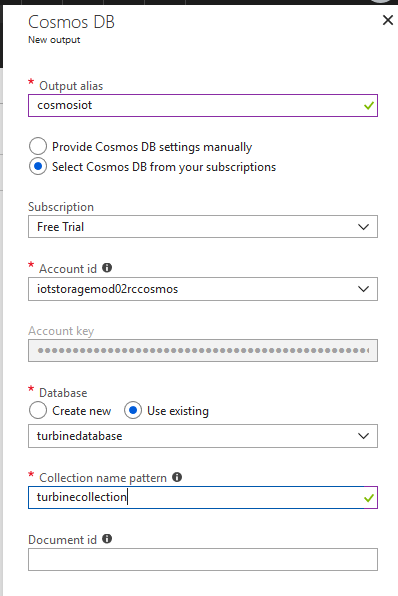 Cosmos DB
New output
* Output alias
cosmosiot
Provide Cosmos DB settings manually
Select Cosmos DB from your subscriptions
Subscription
Free Trial
* Account id
iotstoragemod02rccosmos
Account key
* Database
Create new Use existing
turbinedatabase
* Collection name pattern
turbinecollection
Document id